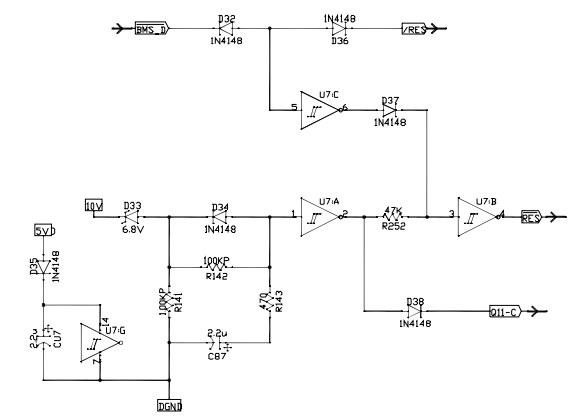 D32 1N4148
BMS_D /RES
1N4148 D36
U7:C D37
5 6
1N4148
10V D33 D34 U7:A 47K U7:B
1 2 3 4 RES
6.8V 1N4148 R252
5VD
D35 1N4148
100KP
R142
100KP R141 470 R143
D38 Q11-C
1N4148
2.2u
C87
14 U7:G
2.2u CU7
7
DGND